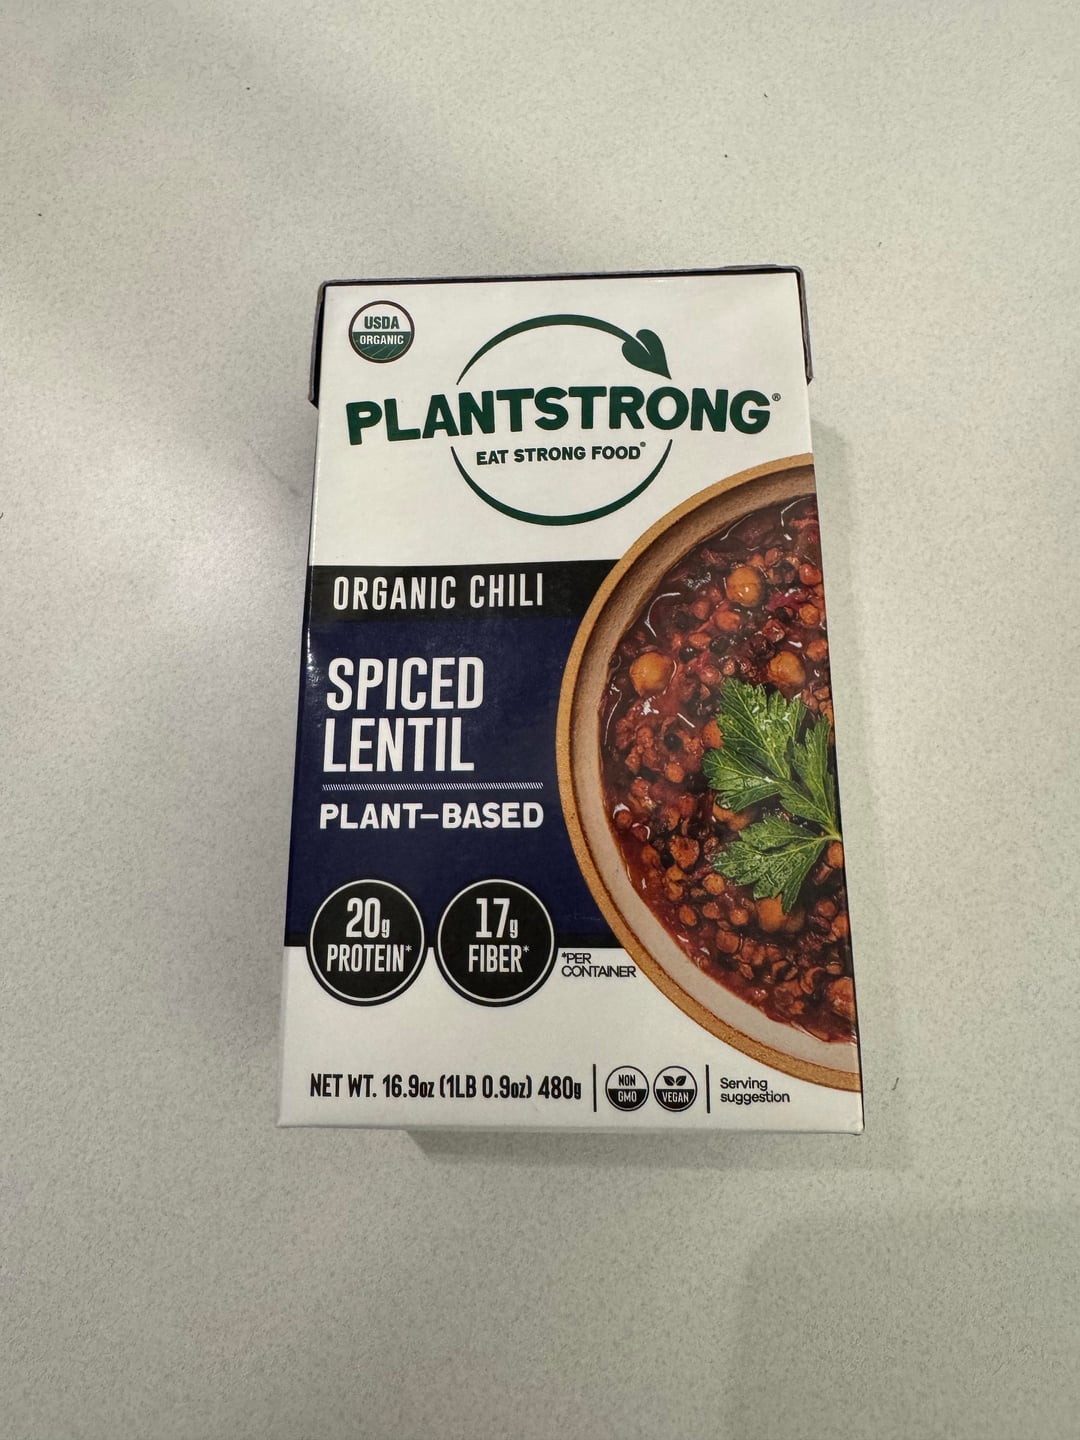 USDA
ORGANIC
PLANTSTRONG®
EAT STRONG FOOD®
ORGANIC CHILI
SPICED
LENTIL
PLANT-BASED
20g
PROTEIN*
17g
FIBER*
*PER
CONTAINER
NET WT. 16.9oz (1LB 0.9oz) 480g
NON
GMO
VEGAN
Serving
suggestion